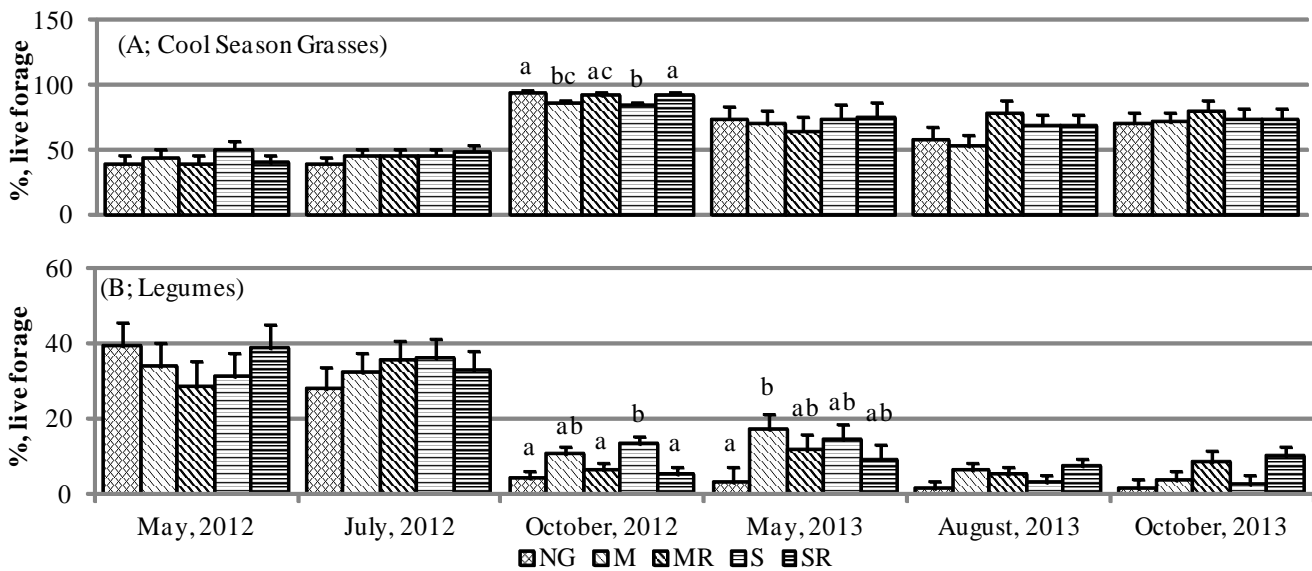 150
(A; Cool Season Grasses)
a bc ac b a
100
50
0
%, live forage
60
(B; Legumes)
40
b
ab b ab ab
20
a a a a
0
%, live forage
May, 2012 July, 2012 October, 2012 May, 2013 August, 2013 October, 2013
NG M MR S SR